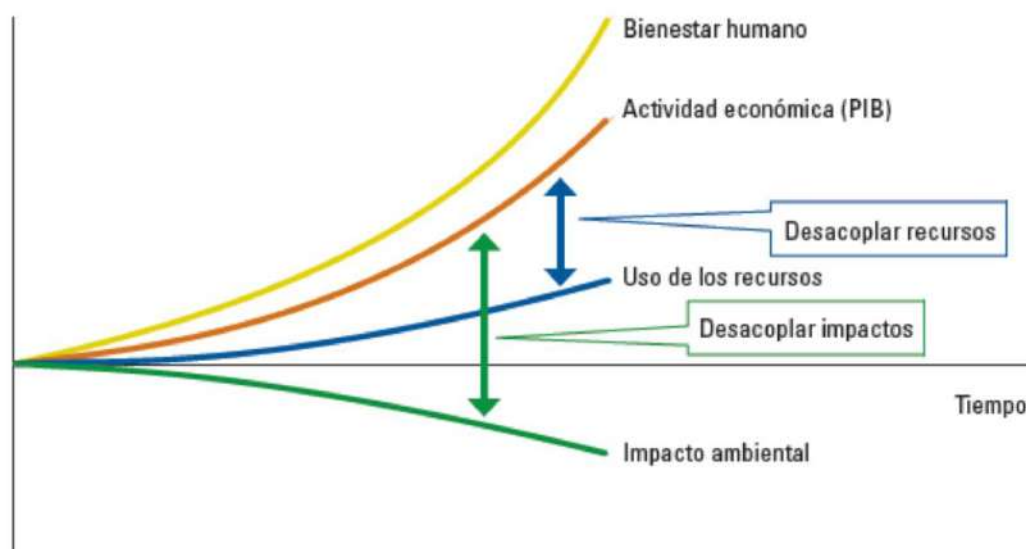 Bienestar humano
Actividad económica (PIB)
Desacoplar recursos
Uso de los recursos
Desacoplar impactos
Tiempo
Impacto ambiental